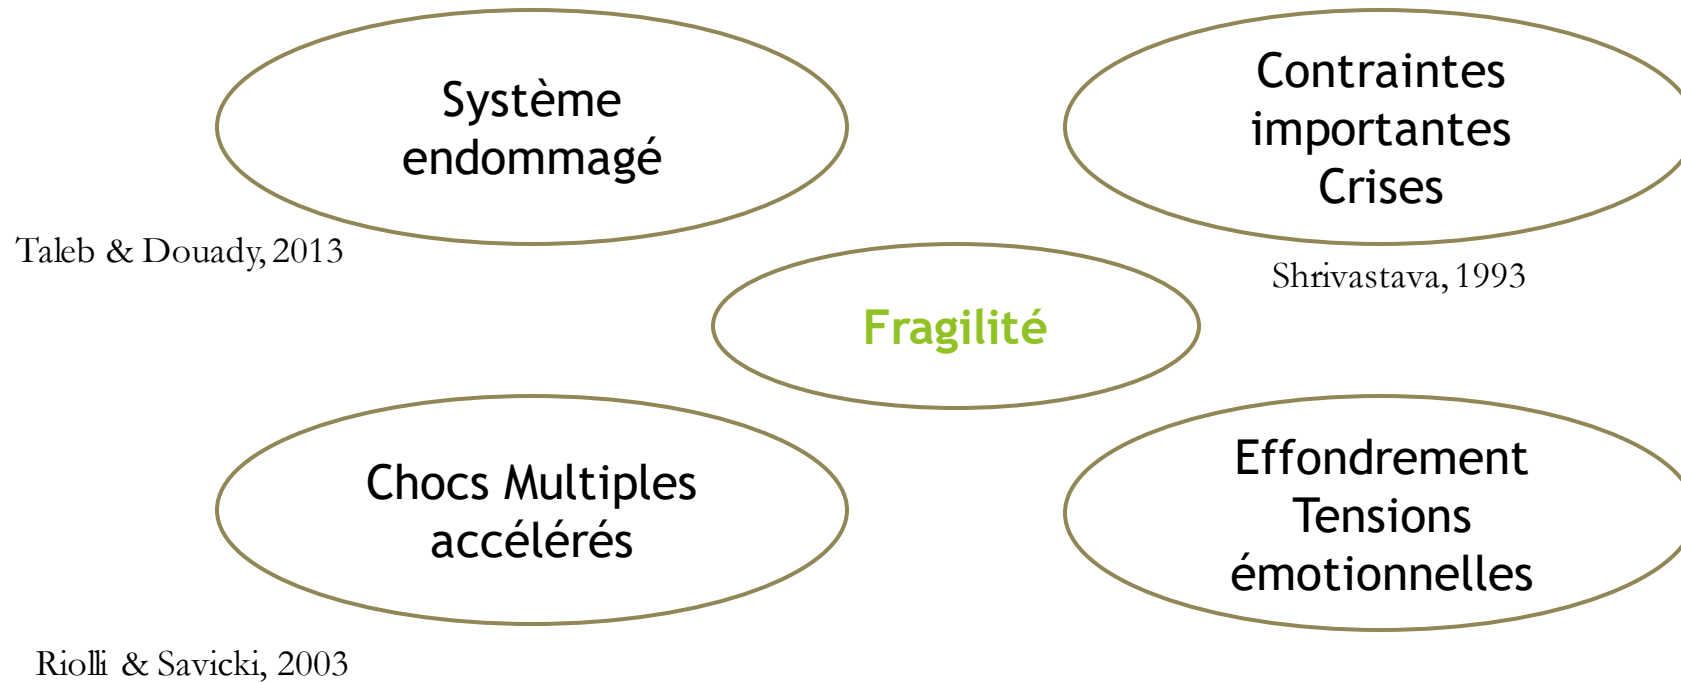 Système
endommagé
Contraintes
importantes
Crises
Taleb & Douady, 2013
Shrivastava, 1993
Fragilité
Chocs Multiples
accélérés
Effondrement
Tensions
émotionnelles
Riolli & Savicki, 2003